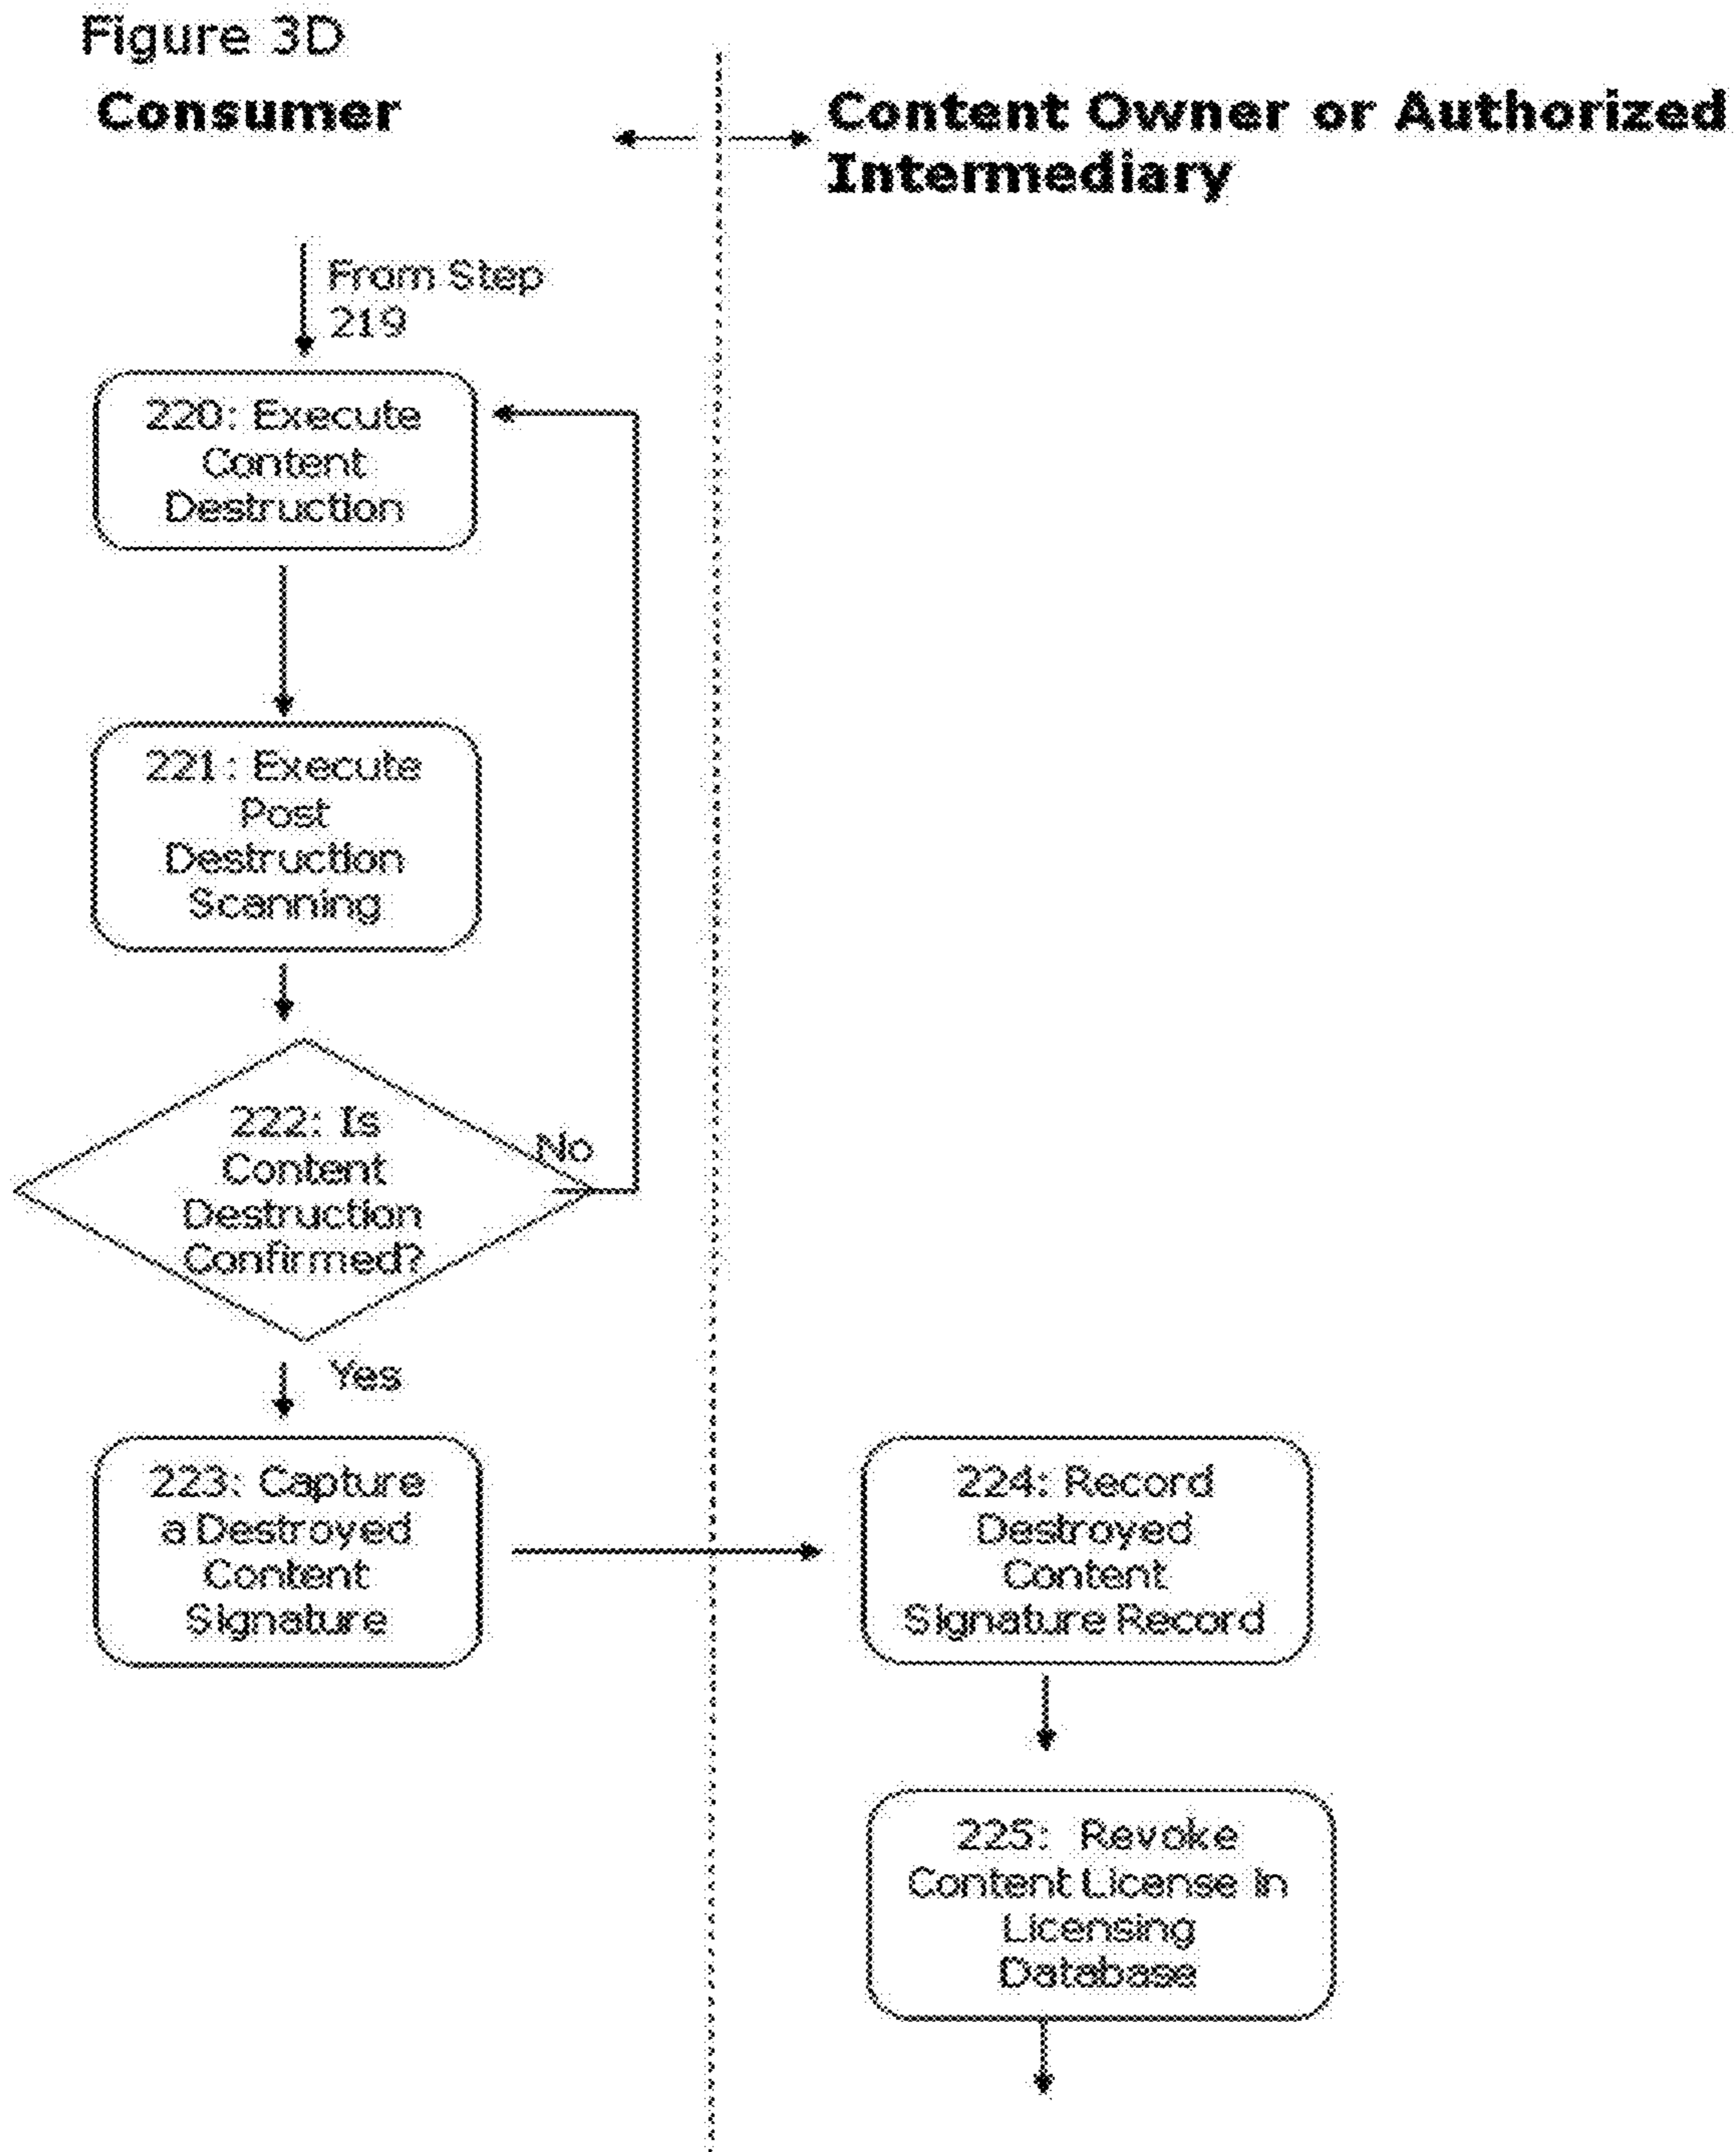 Figure 3D
Consumer
Content Owner or Authorized
Intermediary
From Step
219
220: Execute
Content
Destruction
221: Execute
Post
Destruction
Scanning
222: Is
Content
Destruction
Confirmed?
No
Yes
223: Capture
a Destroyed
Content
Signature
224: Record
Destroyed
Content
Signature Record
225: Revoke
Content License in
Licensing
Database